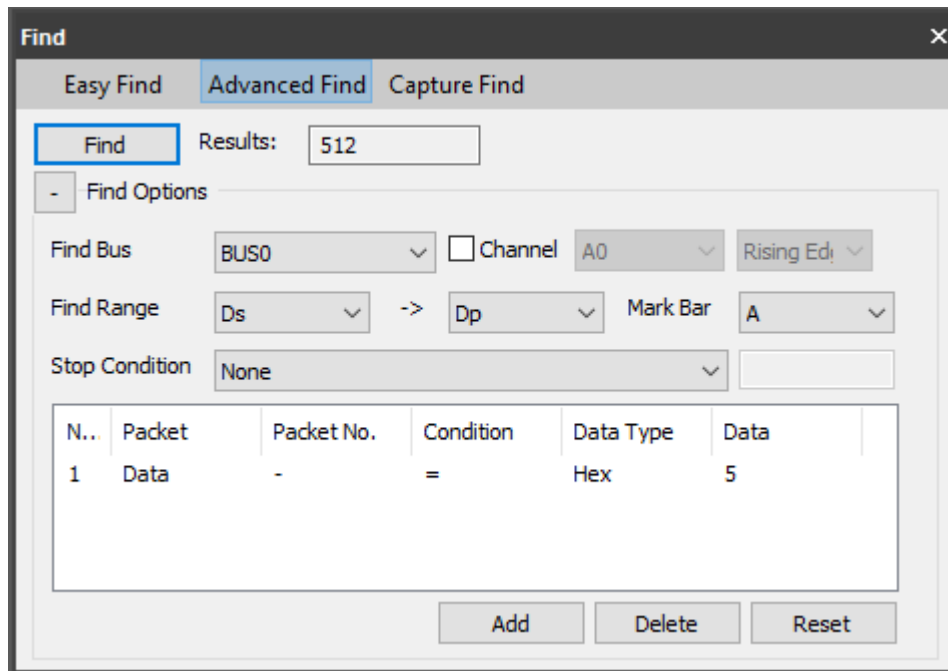 Find ×
Easy Find Advanced Find Capture Find
Find Results: 512
- Find Options
Find Bus BUS0 Channel A0 Rising Ed
Find Range Ds -> Dp Mark Bar A
Stop Condition None
N... Packet Packet No. Condition Data Type Data
1 Data - = Hex 5
Add Delete Reset